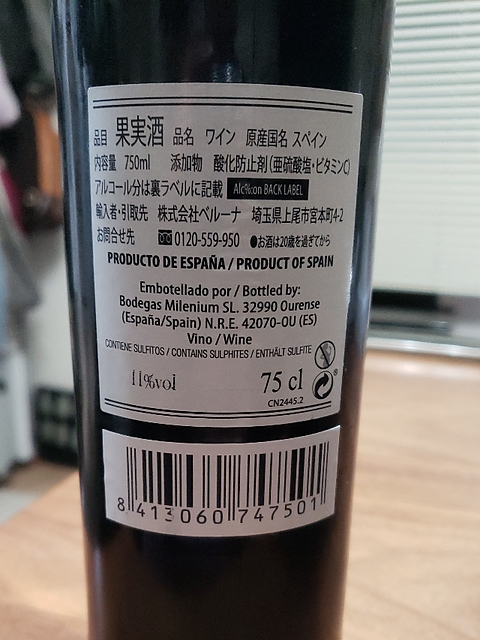 品目 果実酒 品名 ワイン 原産国名 スペイン
内容量 750ml 添加物 酸化防止剤(亜硫酸塩・ビタミンC)
アルコール分は裏ラベルに記載 Alc%:on BACK LABEL
輸入者・引取先 株式会社ベルーナ 埼玉県上尾市宮本町4-2
お問合せ先 0120-559-950 ●お酒は20歳を過ぎてから
PRODUCTO DE ESPAÑA / PRODUCT OF SPAIN
Embotellado por / Bottled by:
Bodegas Milenium SL. 32990 Ourense
(España/Spain) N.R.E. 42070-OU (ES)
Vino / Wine
CONTIENE SULFITOS / CONTAINS SULPHITES / ENTHÄLT SULFITE
11%vol 75 cl
CN2445.2
8 413060 747501